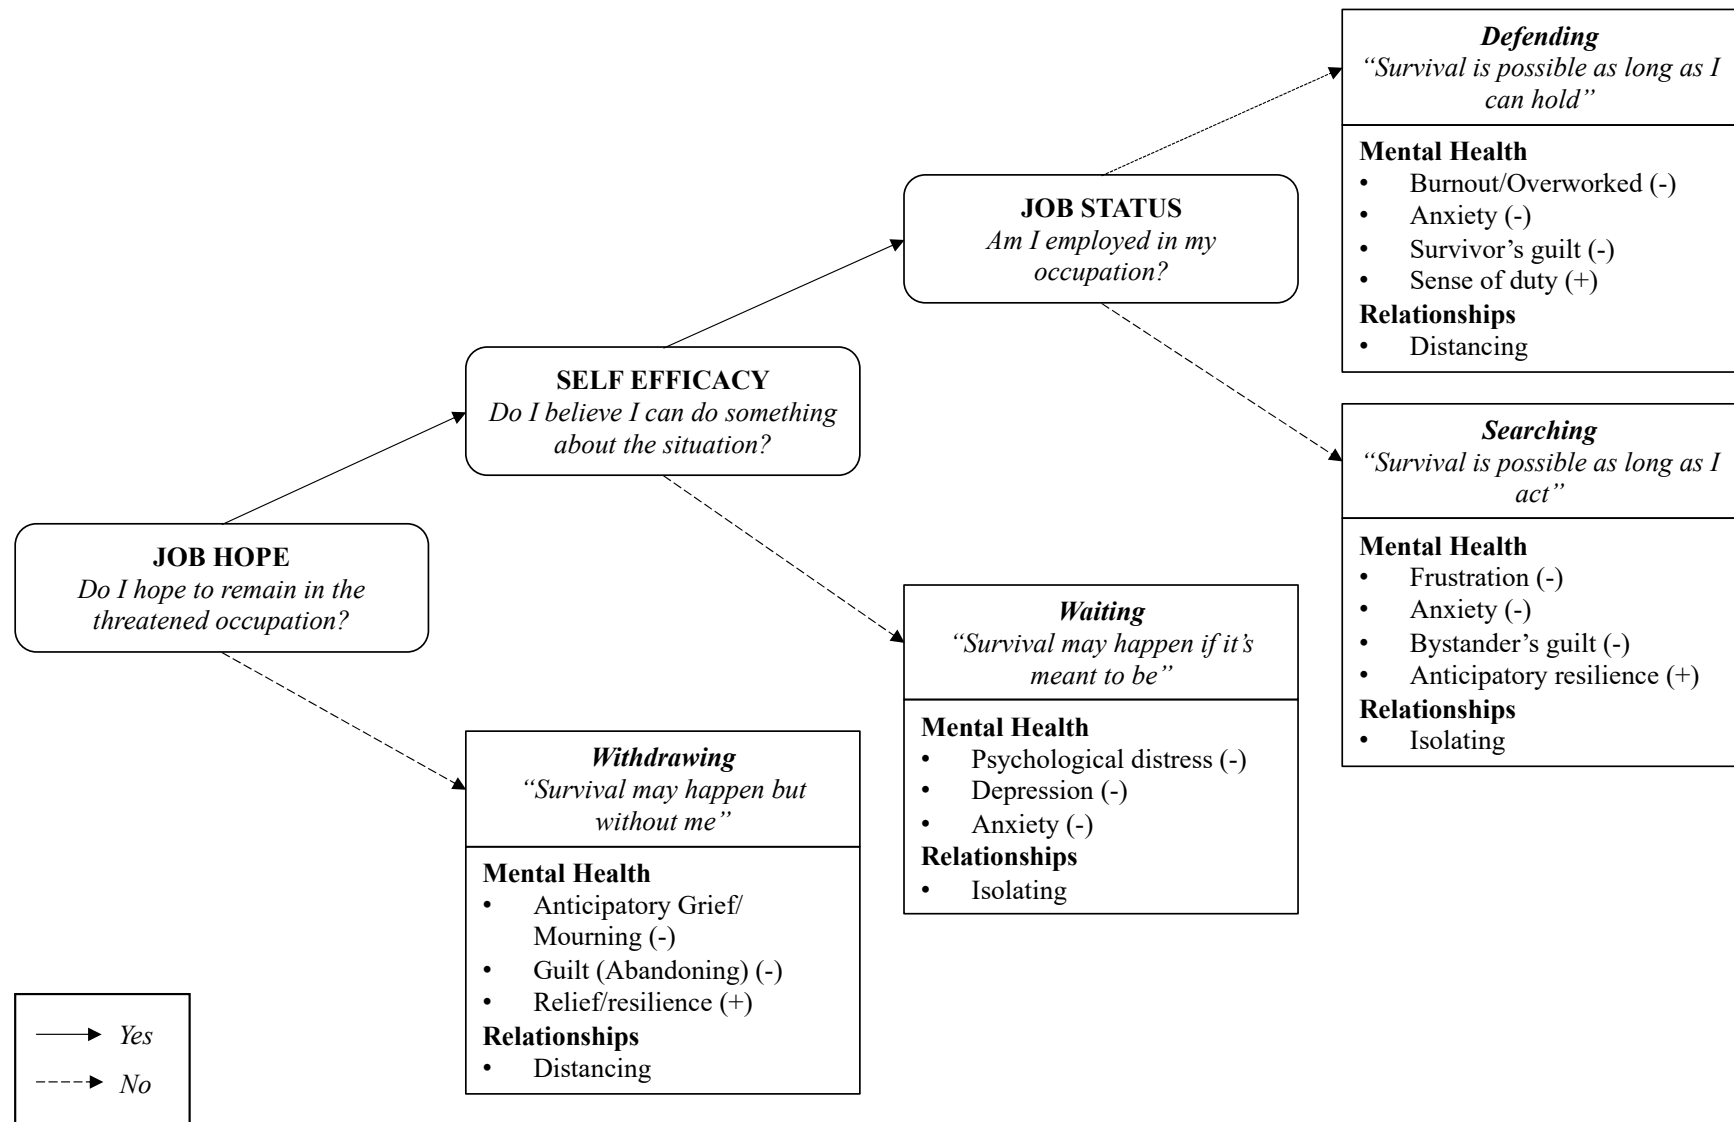 JOB HOPE
Do I hope to remain in the
threatened occupation?
SELF EFFICACY
Do I believe I can do something
about the situation?
JOB STATUS
Am I employed in my
occupation?
Defending
“Survival is possible as long as I
can hold”
Mental Health
• Burnout/Overworked (-)
• Anxiety (-)
• Survivor’s guilt (-)
• Sense of duty (+)
Relationships
• Distancing
Searching
“Survival is possible as long as I
act”
Mental Health
• Frustration (-)
• Anxiety (-)
• Bystander’s guilt (-)
• Anticipatory resilience (+)
Relationships
• Isolating
Waiting
“Survival may happen if it’s
meant to be”
Mental Health
• Psychological distress (-)
• Depression (-)
• Anxiety (-)
Relationships
• Isolating
Withdrawing
“Survival may happen but
without me”
Mental Health
• Anticipatory Grief/
Mourning (-)
• Guilt (Abandoning) (-)
• Relief/resilience (+)
Relationships
• Distancing
Yes
No